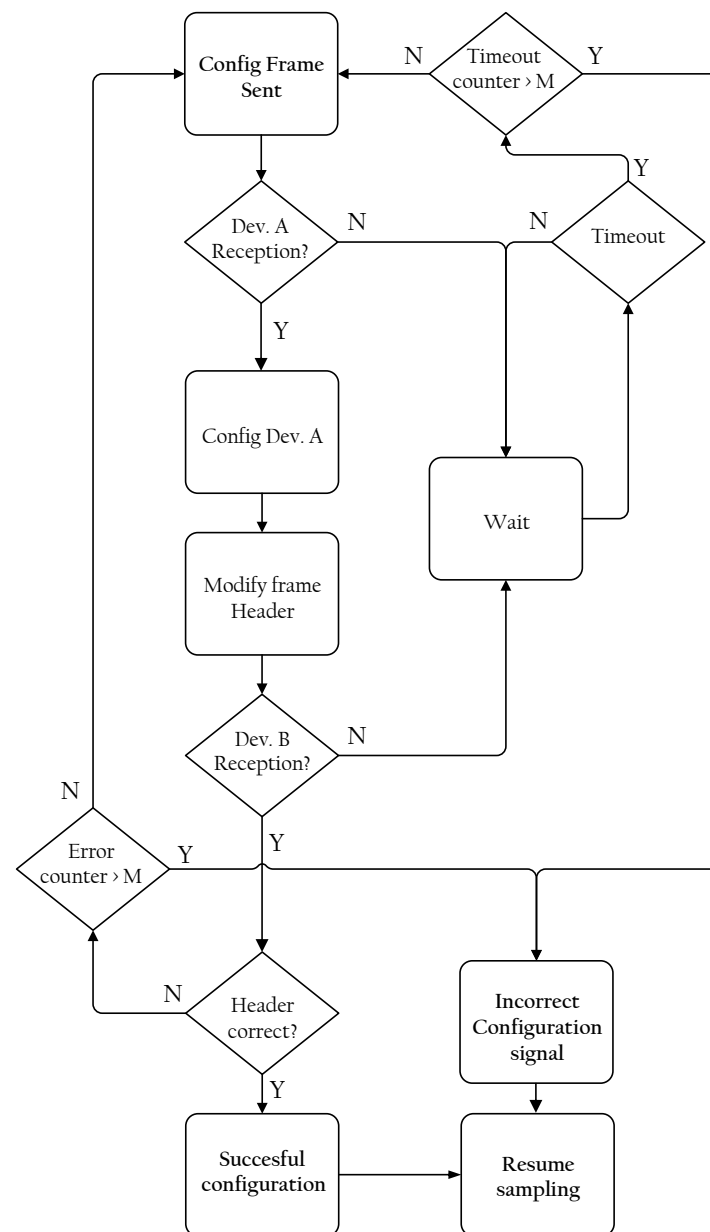 Config Frame
Sent
N
Timeout
counter › M
Y
Dev. A
Reception?
N
N
Timeout
Y
Y
Config Dev. A
Wait
Modify frame
Header
Dev. B
Reception?
N
N
Error
counter › M
Y
Y
N
Header
correct?
Incorrect
Configuration
signal
Y
Succesful
configuration
Resume
sampling